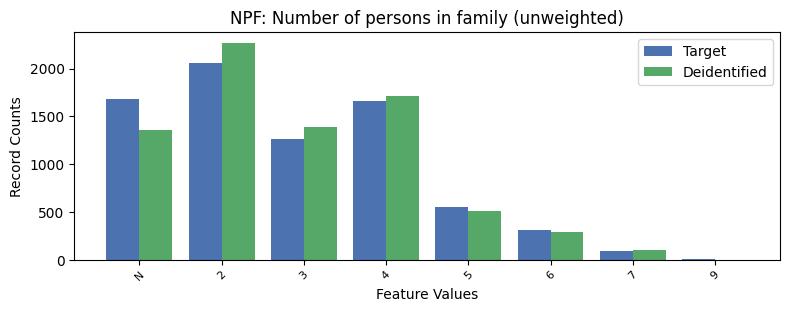 NPF: Number of persons in family (unweighted)
Target
Deidentified
Record Counts
2000
1500
1000
500
0
N 2 3 4 5 6 7 9
Feature Values